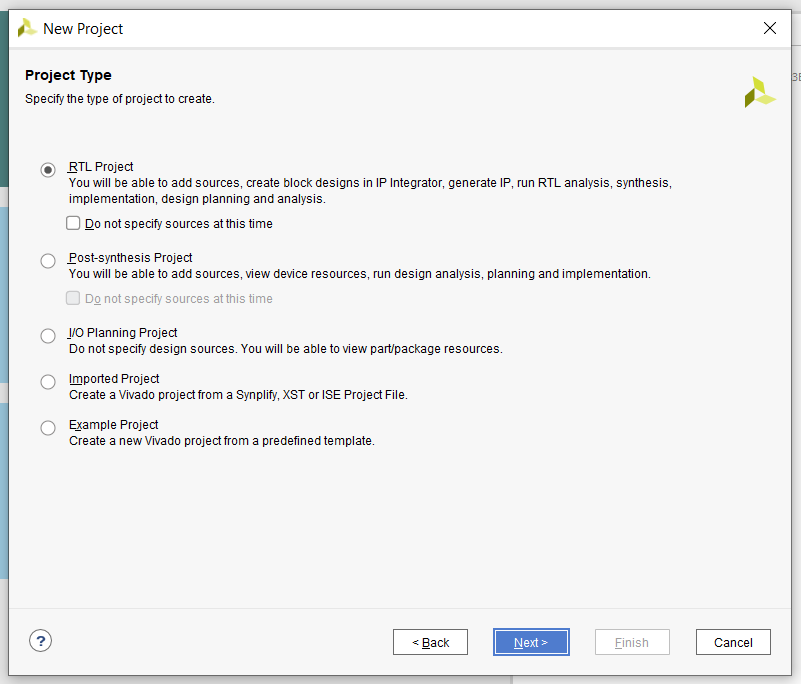 New Project
Project Type
Specify the type of project to create.
RTL Project
You will be able to add sources, create block designs in IP Integrator, generate IP, run RTL analysis, synthesis,
implementation, design planning and analysis.
Do not specify sources at this time
Post-synthesis Project
You will be able to add sources, view device resources, run design analysis, planning and implementation.
Do not specify sources at this time
I/O Planning Project
Do not specify design sources. You will be able to view part/package resources.
Imported Project
Create a Vivado project from a Synplify, XST or ISE Project File.
Example Project
Create a new Vivado project from a predefined template.
?
< Back
Next >
Finish
Cancel